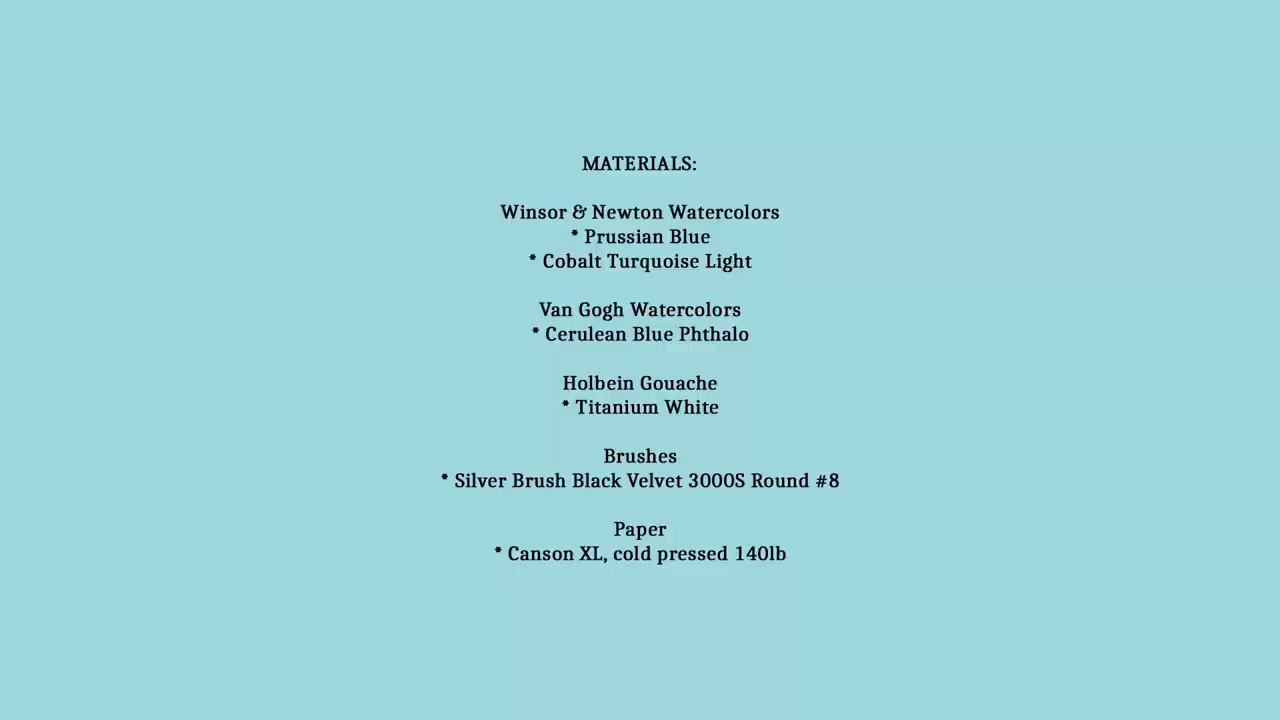 MATERIALS:
Winsor & Newton Watercolors
* Prussian Blue
* Cobalt Turquoise Light
Van Gogh Watercolors
* Cerulean Blue Phthalo
Holbein Gouache
* Titanium White
Brushes
* Silver Brush Black Velvet 3000S Round #8
Paper
* Canson XL, cold pressed 140lb